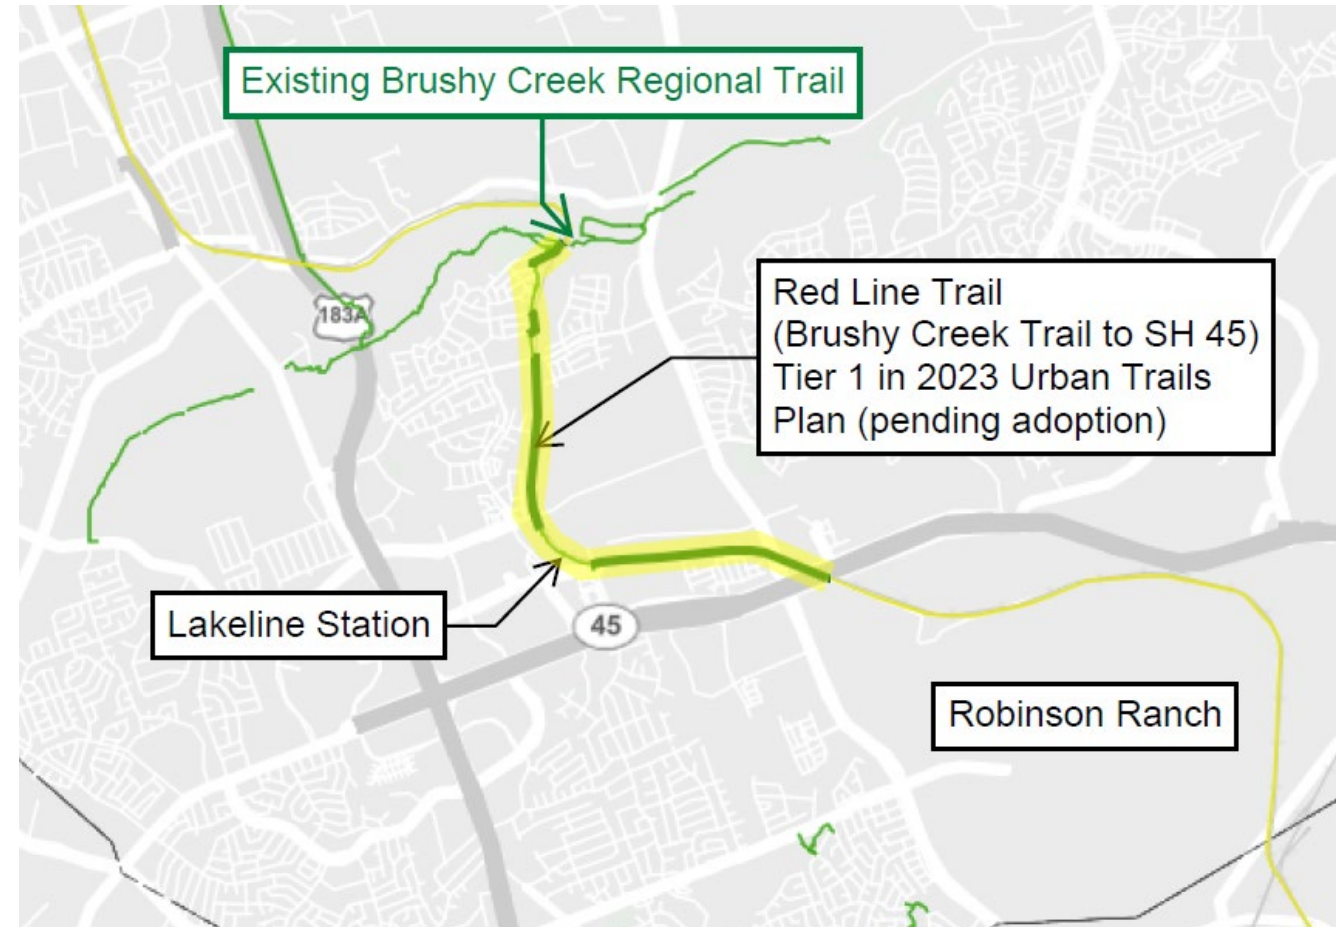 Existing Brushy Creek Regional Trail
Red Line Trail
(Brushy Creek Trail to SH 45)
Tier 1 in 2023 Urban Trails
Plan (pending adoption)
183A
Lakeline Station
45
Robinson Ranch